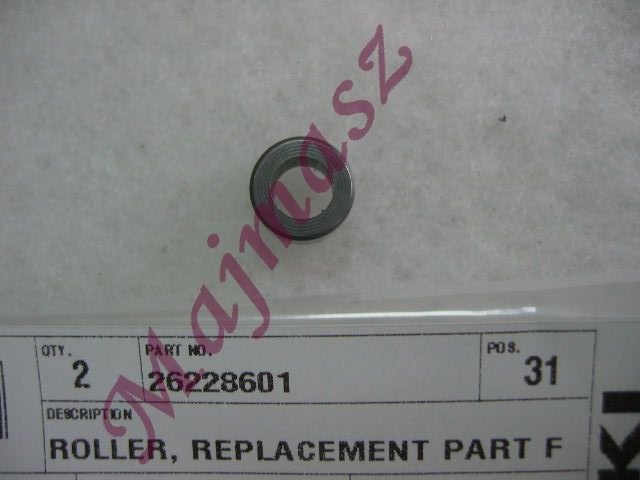 Majmasz
QTY. PART NO. POS.
2 26228601 31
DESCRIPTION
ROLLER, REPLACEMENT PART F
KI